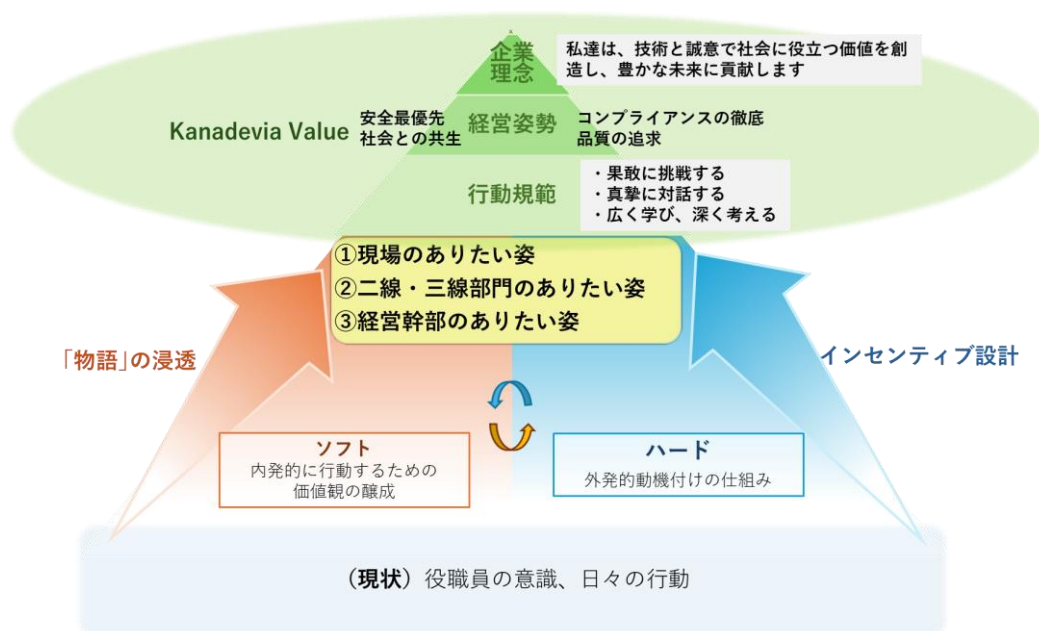 企業
理念
私達は、技術と誠意で社会に役立つ価値を創
造し、豊かな未来に貢献します
Kanadevia Value
安全最優先
社会との共生
経営姿勢
コンプライアンスの徹底
品質の追求
行動規範
・果敢に挑戦する
・真摯に対話する
・広く学び、深く考える
①現場のありたい姿
②二線・三線部門のありたい姿
③経営幹部のありたい姿
「物語」の浸透
インセンティブ設計
ソフト
内発的に行動するための
価値観の醸成
ハード
外発的動機付けの仕組み
（現状）役職員の意識、日々の行動